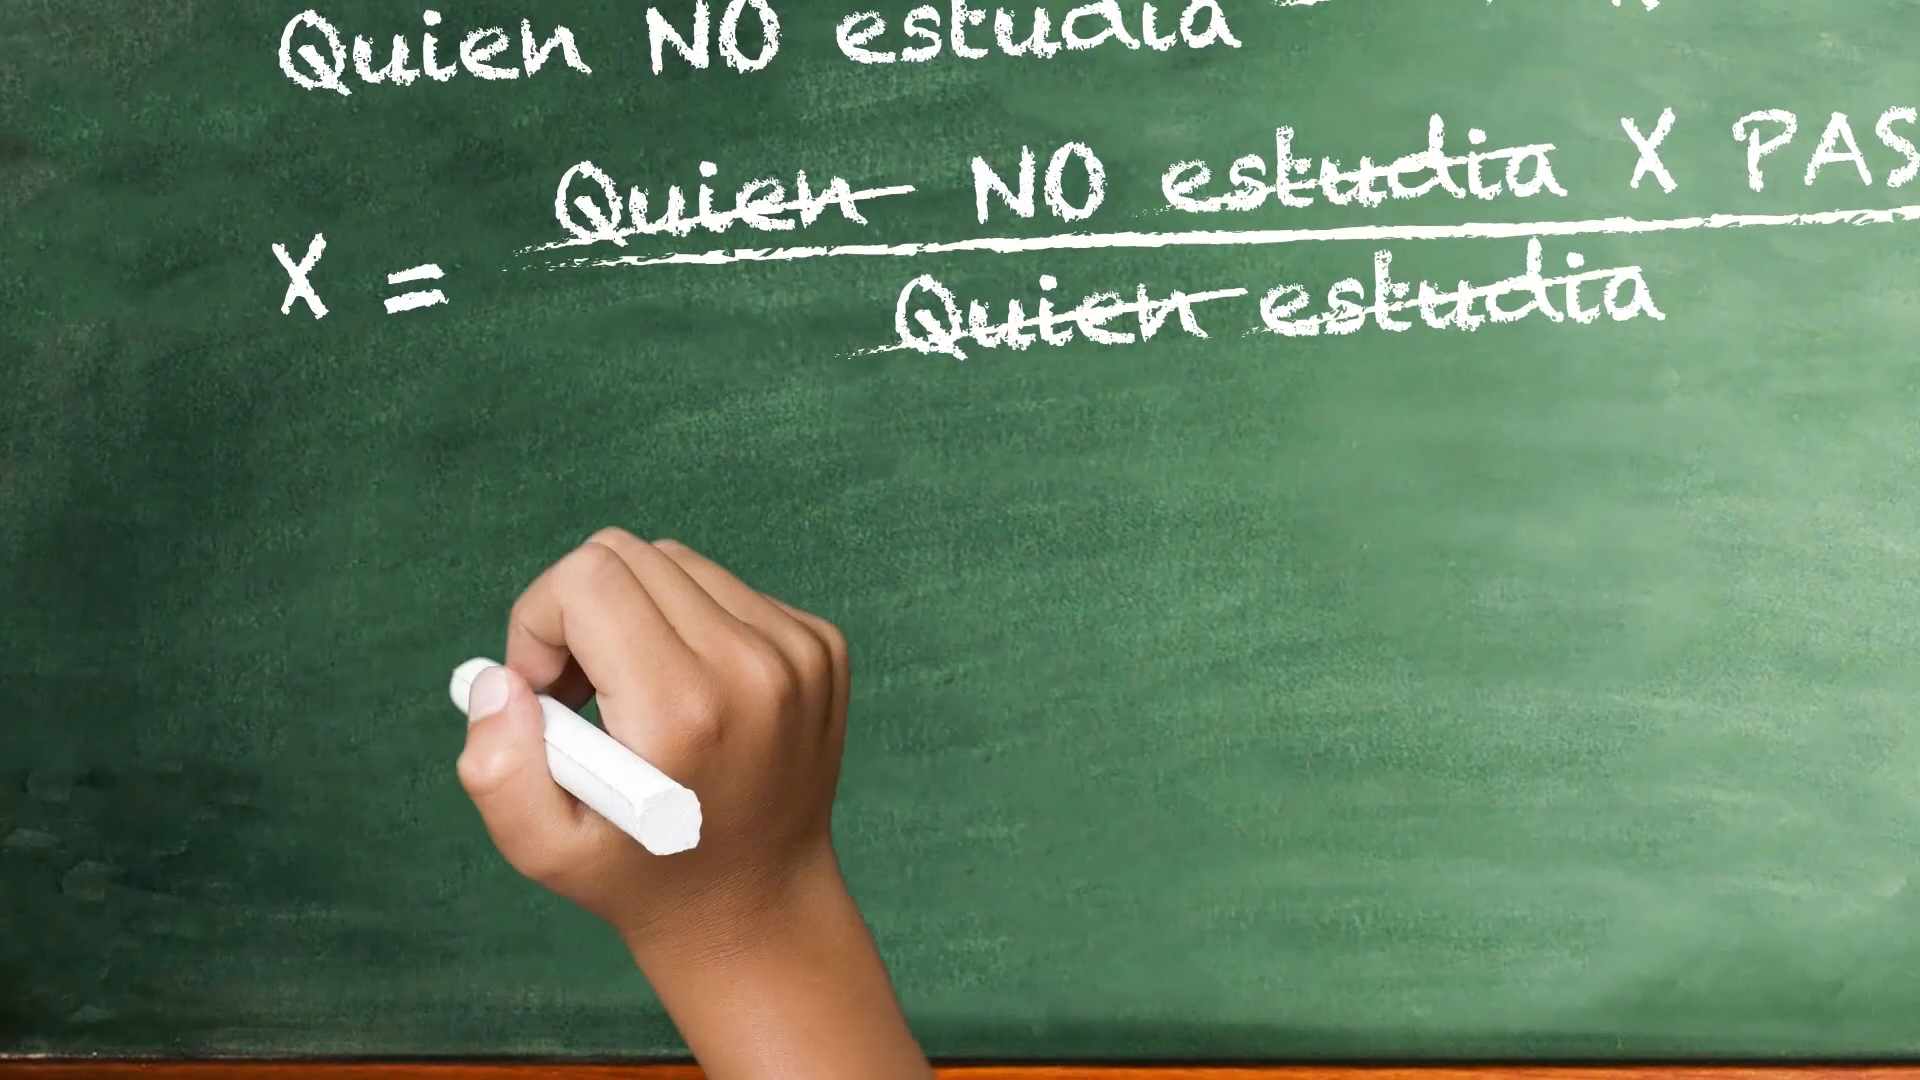 Quien NO estudia
Quien NO estudia X PAS
X =
Quien estudia